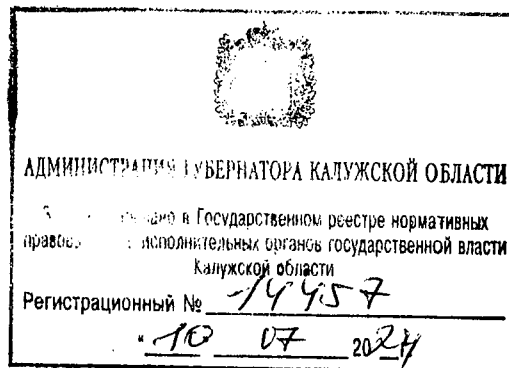 АДМИНИСТРАЦИЯ ГУБЕРНАТОРА КАЛУЖСКОЙ ОБЛАСТИ
в Государственном реестре нормативных
исполнительных органов государственной власти
Калужской области
Регистрационный № 14457
"10 07 2024